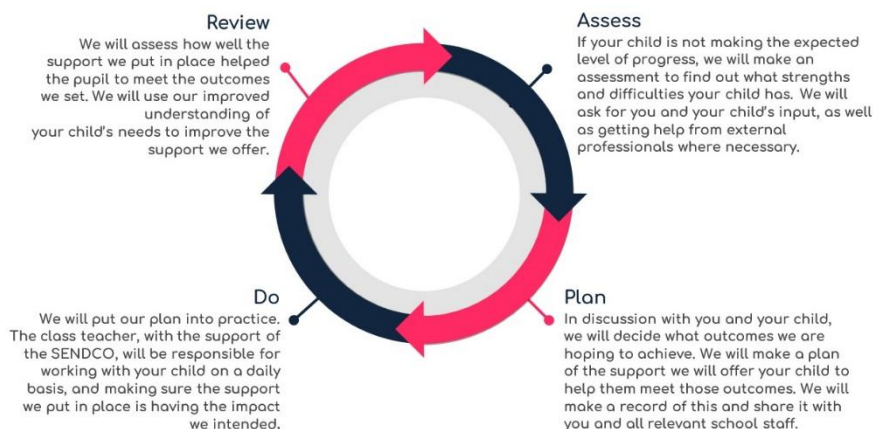 Review
We will assess how well the
support we put in place helped
the pupil to meet the outcomes
we set. We will use our improved
understanding of
your child's needs to improve the
support we offer.
Assess
If your child is not making the expected
level of progress, we will make an
assessment to find out what strengths
and difficulties your child has. We will
ask for you and your child's input, as well
as getting help from external
professionals where necessary.
Do
We will put our plan into practice.
The class teacher, with the support of
the SENDCO, will be responsible for
working with your child on a daily
basis, and making sure the support
we put in place is having the impact
we intended.
Plan
In discussion with you and your child,
we will decide what outcomes we are
hoping to achieve. We will make a plan
of the support we will offer your child to
help them meet those outcomes. We will
make a record of this and share it with
you and all relevant school staff.